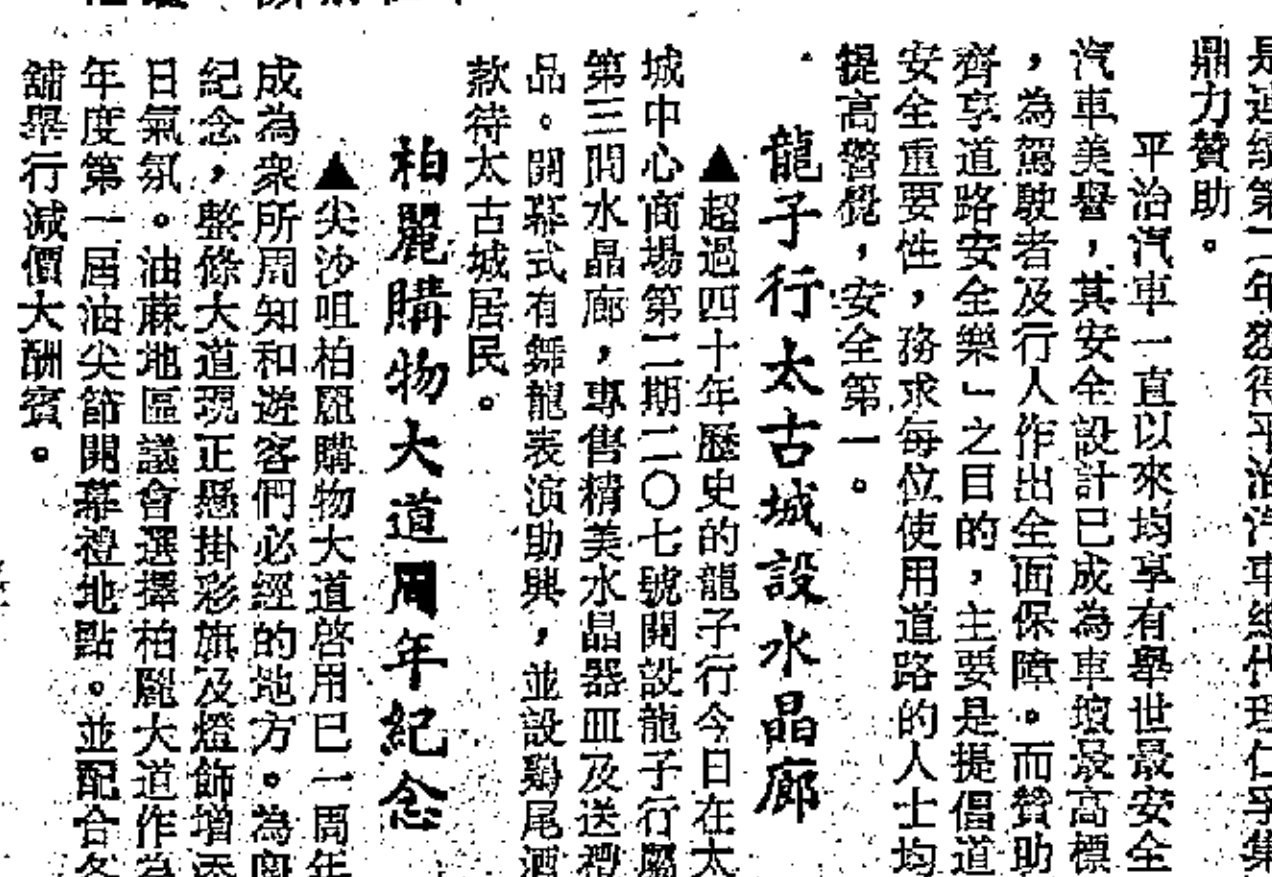 是連續第二年獲得平治汽車總代理仁孚集
鼎力贊助。
平治汽車一直以來均享有舉世最安全
汽車美譽,其安全設計已成為車壇最高標
,為駕駛者及行人作出全面保障。而贊助
齊享道路安全樂」之目的,主要是提倡道
安全重要性,務求每位使用道路的人士均
提高警覺,安全第一。
龍子行太古城設水晶廊
▲超過四十年歷史的龍子行今日在太
城中心商場第二期二〇七號開設龍子行屬
第三間水晶廊,專售精美水晶器皿及送禮
品。開幕式有舞龍表演助興,並設鷄尾酒
款待太古城居民。
柏麗購物大道周年紀念
▲尖沙咀柏麗購物大道啓用已一周年
成為衆所周知和遊客們必經的地方。為
紀念,整條大道現正懸掛彩旗及燈飾增添
日氣氛。油蔴地區議會選擇柏麗大道作為
年度第一屆油尖節開幕禮地點。並配合各
舖舉行減價大酬賓。